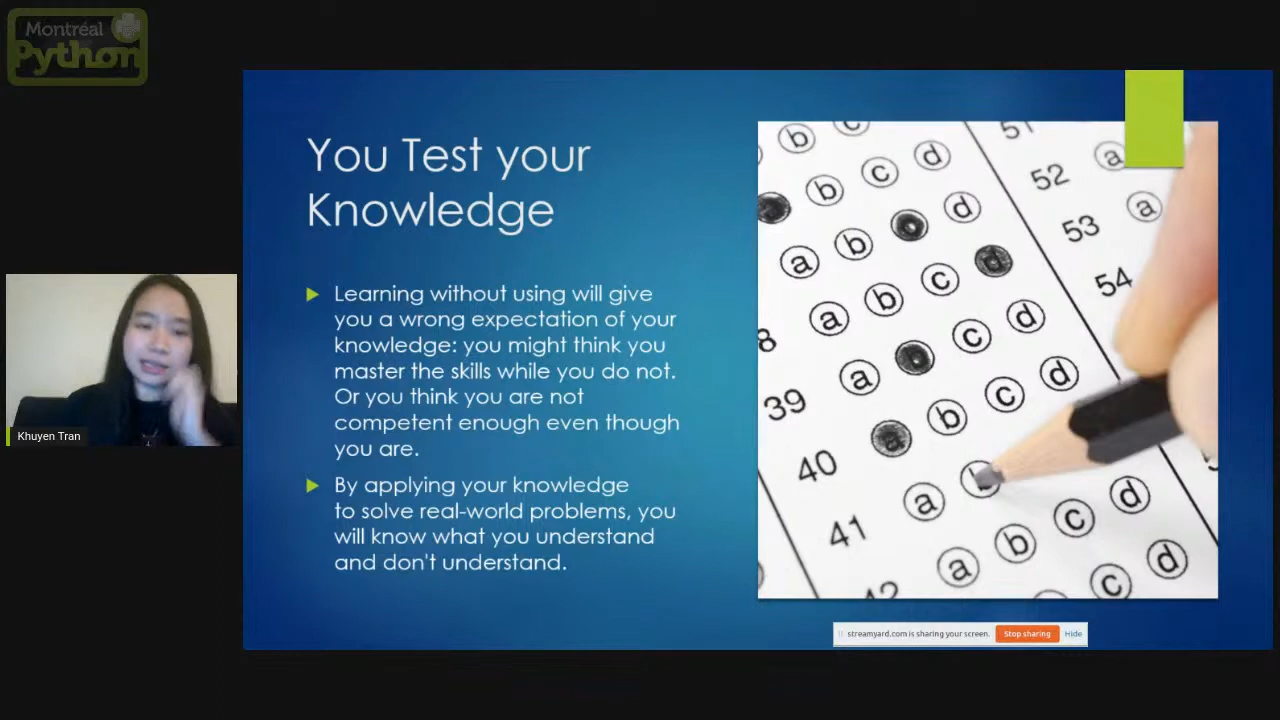 Montréal
Python
You Test your
Knowledge
Learning without using will give
you a wrong expectation of your
knowledge: you might think you
master the skills while you do not.
Or you think you are not
competent enough even though
you are.
By applying your knowledge
to solve real-world problems, you
will know what you understand
and don't understand.
Khuyen Tran
b c
b c d 51
a b d 52 a
a b c d 53 a
8 a c d 54
39 b c d
40 a b
41 a b c d
42 a c d
streamyard.com is sharing your screen. Stop sharing Hide